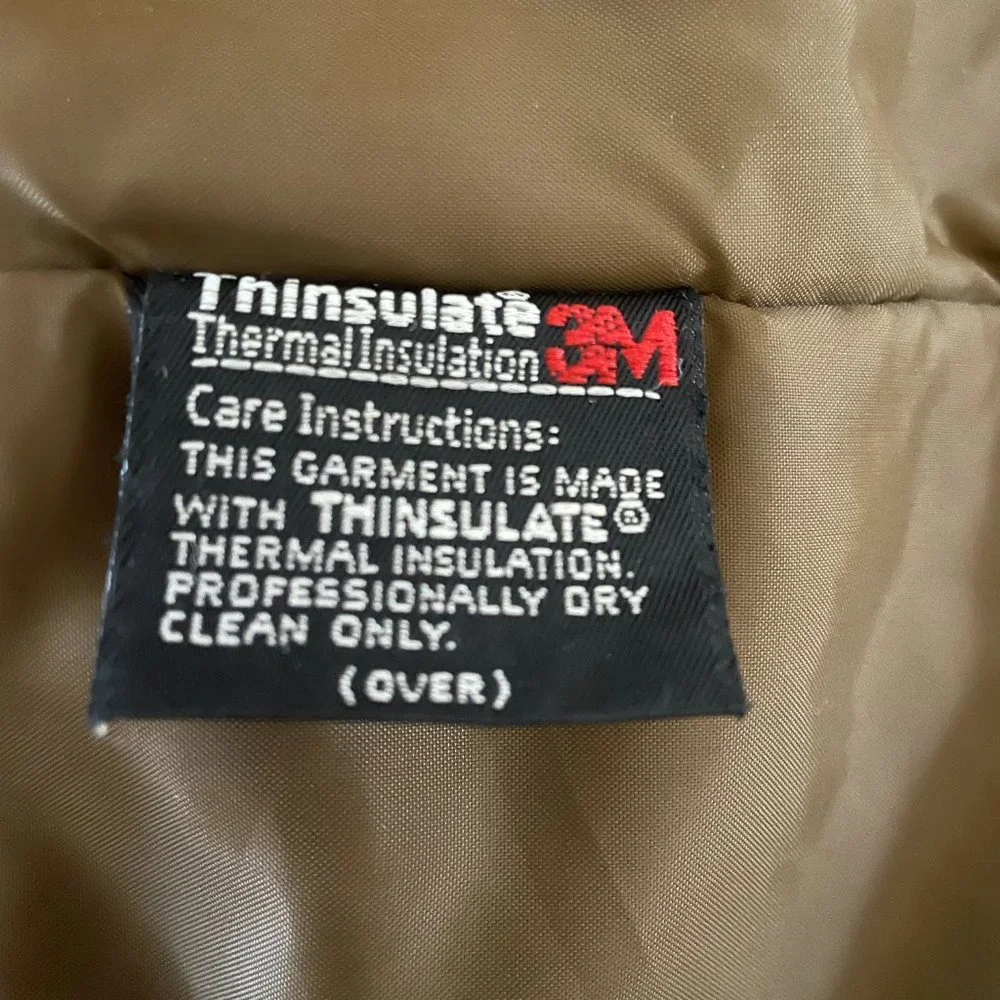 Thinsulate®
Thermal Insulation 3M
Care Instructions:
THIS GARMENT IS MADE
WITH THINSULATE®
THERMAL INSULATION.
PROFESSIONALLY DRY
CLEAN ONLY.
(OVER)